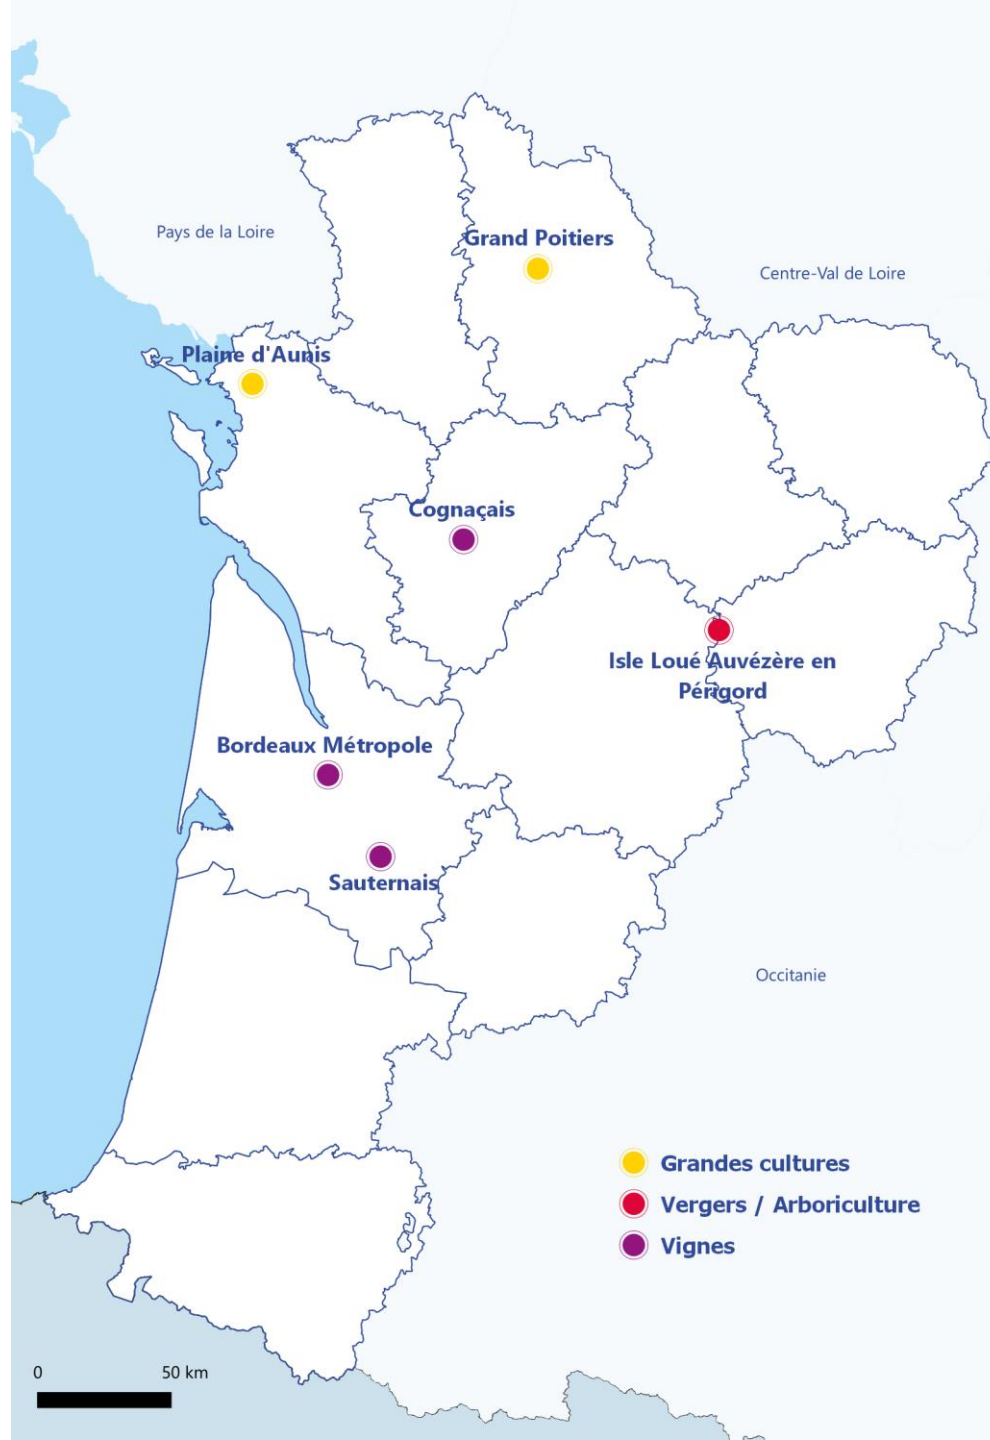 Pays de la Loire
Grand Poitiers
Centre-Val de Loire
Plaine d'Aunis
Cognaçais
Isle Loué Auvézère en
Périgord
Bordeaux Métropole
Sauternais
Occitanie
Grandes cultures
Vergers / Arboriculture
Vignes
0 50 km